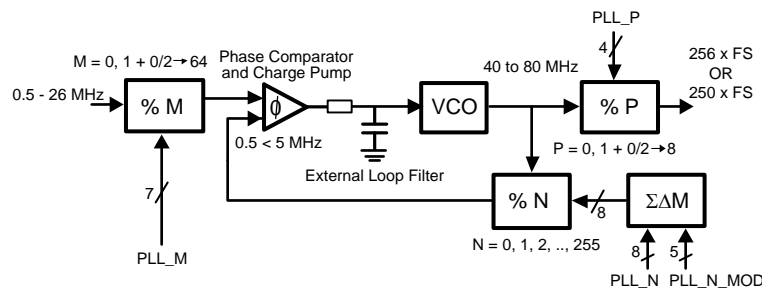 PLL_P
M = 0, 1 + 0/2→64
Phase Comparator
and Charge Pump
4
256 x FS
OR
250 x FS
40 to 80 MHz
0.5 - 26 MHz
% M
ϕ
VCO
% P
0.5 < 5 MHz
P = 0, 1 + 0/2→8
External Loop Filter
7
% N
8
ΣΔM
N = 0, 1, 2, .., 255
8
5
PLL_M
PLL_N
PLL_N_MOD